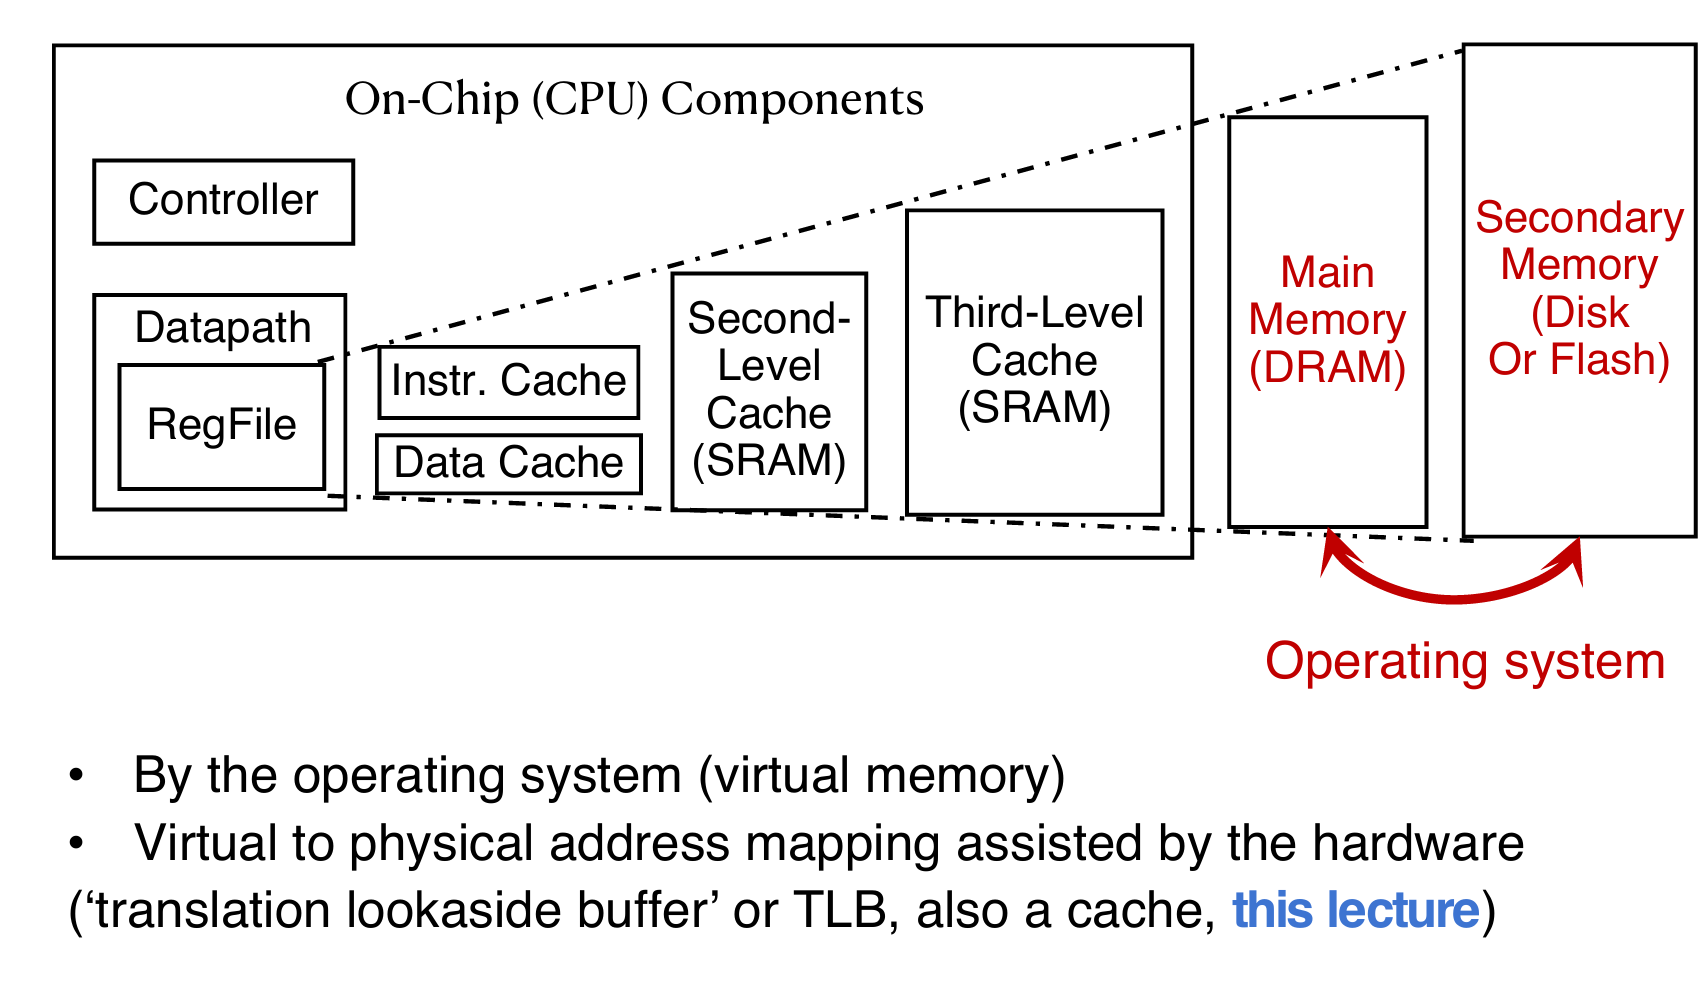 On-Chip (CPU) Components
Controller
Datapath
RegFile
Instr. Cache
Data Cache
Second-
Level
Cache
(SRAM)
Third-Level
Cache
(SRAM)
Main
Memory
(DRAM)
Secondary
Memory
(Disk
Or Flash)
Operating system
• By the operating system (virtual memory)
• Virtual to physical address mapping assisted by the hardware
(‘translation lookaside buffer’ or TLB, also a cache, this lecture)